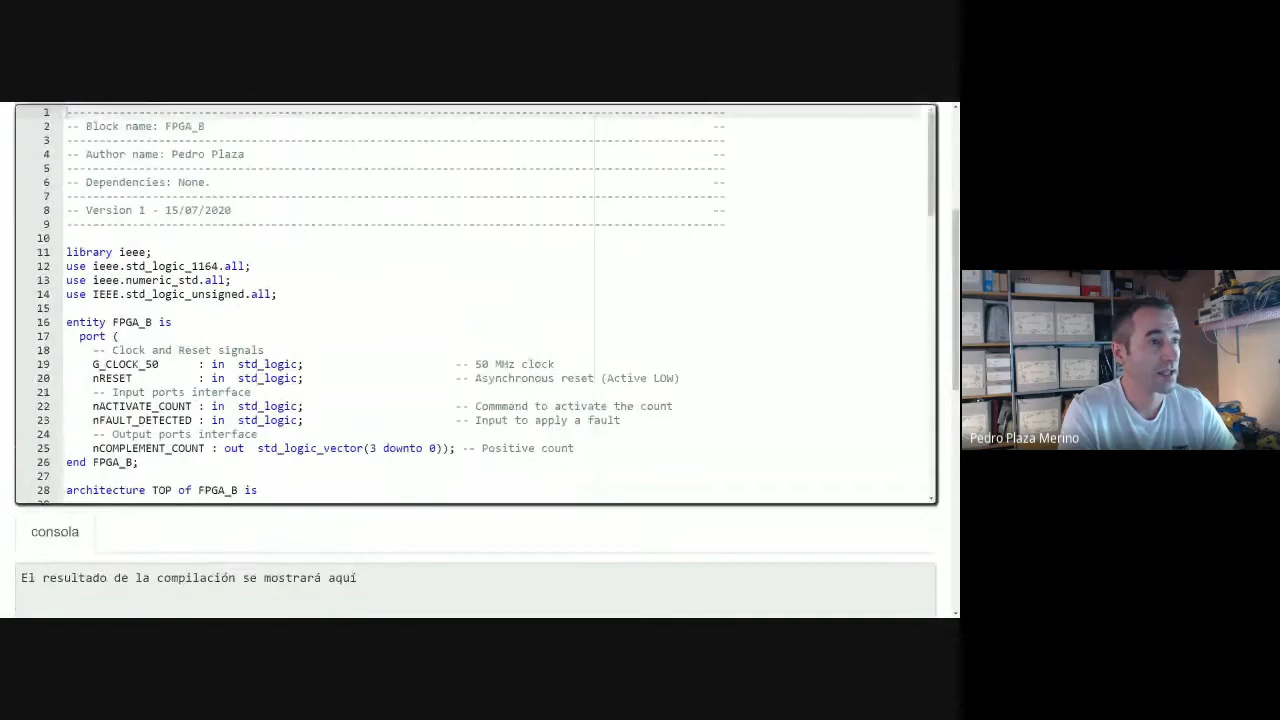 1 ----------------------------------------------------------------------------------------------------
2 -- Block name: FPGA_B --
3 ----------------------------------------------------------------------------------------------------
4 -- Author name: Pedro Plaza --
5 ----------------------------------------------------------------------------------------------------
6 -- Dependencies: None. --
7 ----------------------------------------------------------------------------------------------------
8 -- Version 1 - 15/07/2020 --
9 ----------------------------------------------------------------------------------------------------
10
11 library ieee;
12 use ieee.std_logic_1164.all;
13 use ieee.numeric_std.all;
14 use IEEE.std_logic_unsigned.all;
15
16 entity FPGA_B is
17 port (
18 -- Clock and Reset signals
19 G_CLOCK_50 : in std_logic; -- 50 MHz clock
20 nRESET : in std_logic; -- Asynchronous reset (Active LOW)
21 -- Input ports interface
22 nACTIVATE_COUNT : in std_logic; -- Commmand to activate the count
23 nFAULT_DETECTED : in std_logic; -- Input to apply a fault
24 -- Output ports interface
25 nCOMPLEMENT_COUNT : out std_logic_vector(3 downto 0)); -- Positive count
26 end FPGA_B;
27
28 architecture TOP of FPGA_B is
consola
El resultado de la compilación se mostrará aquí
Pedro Plaza Merino